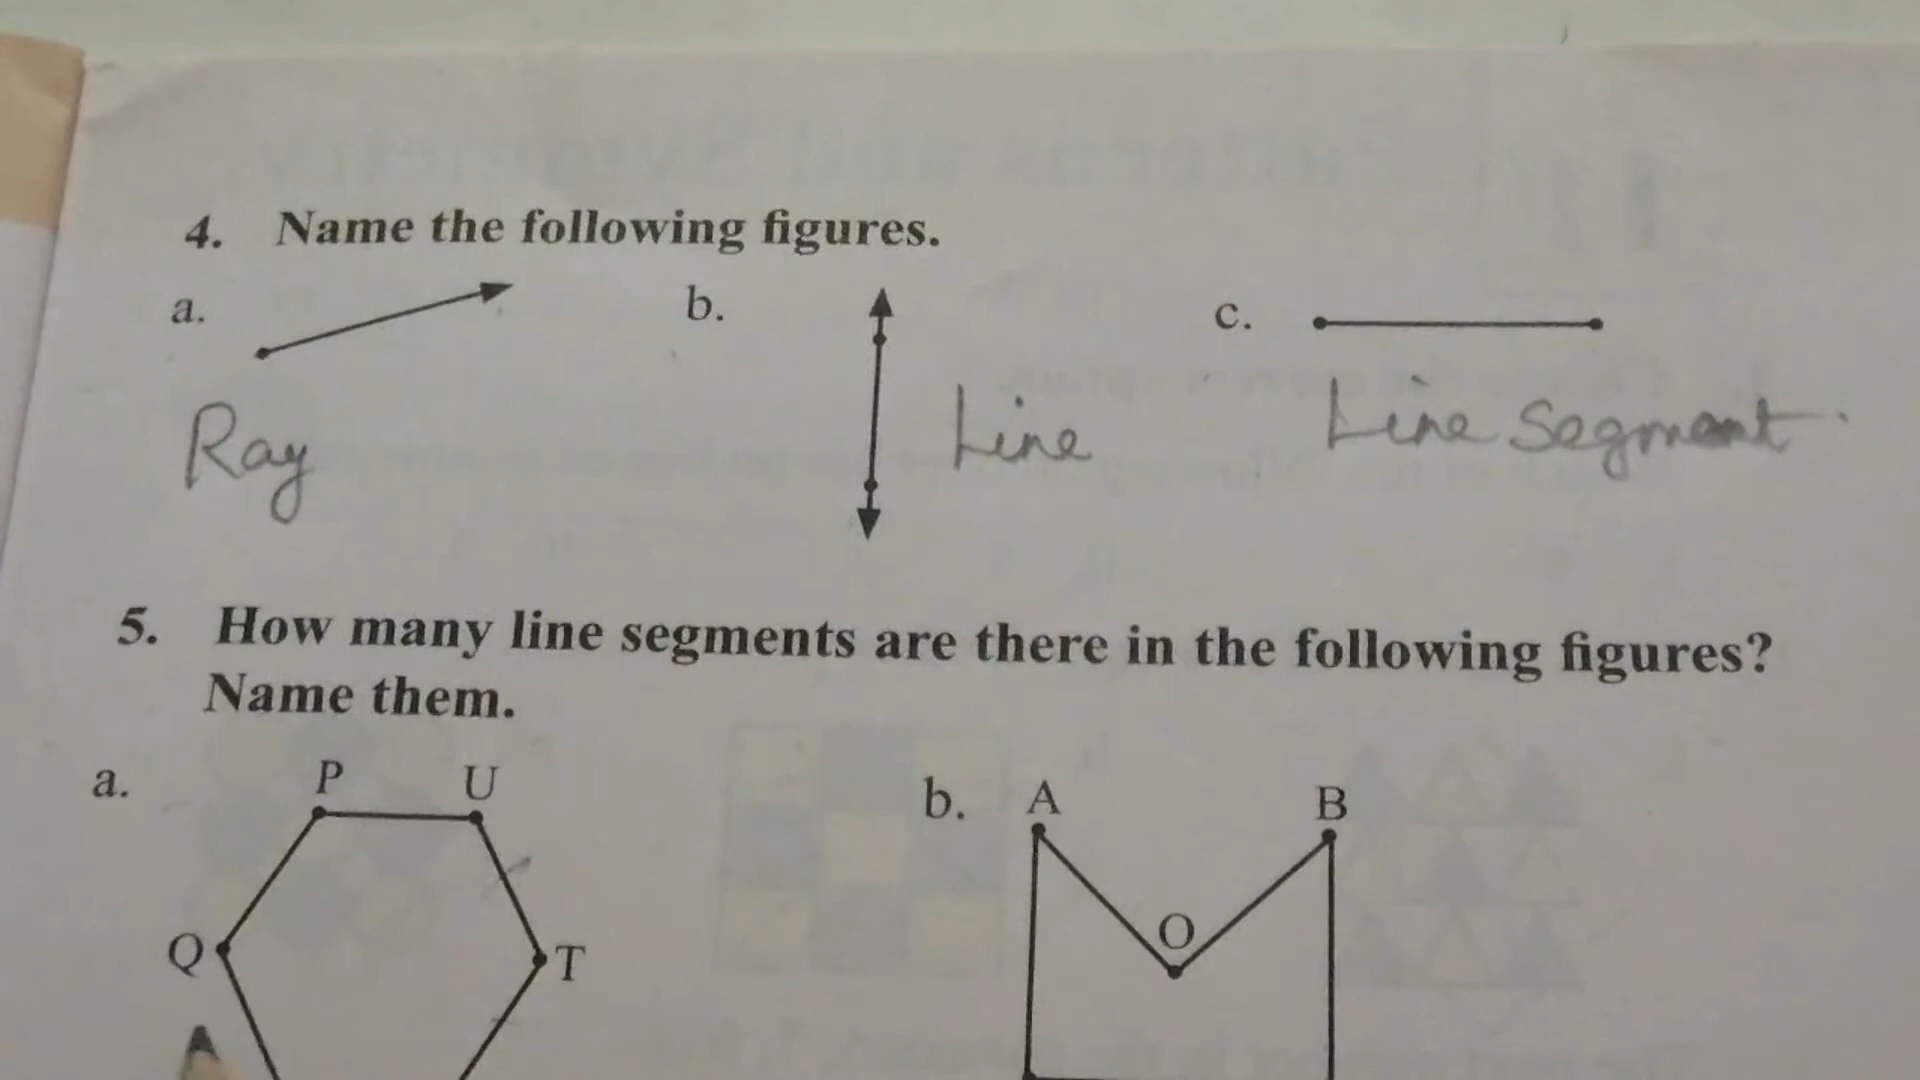 4. Name the following figures.
a. b. c.
Ray Line Line Segment
5. How many line segments are there in the following figures?
Name them.
a. P U b. A B
Q T O